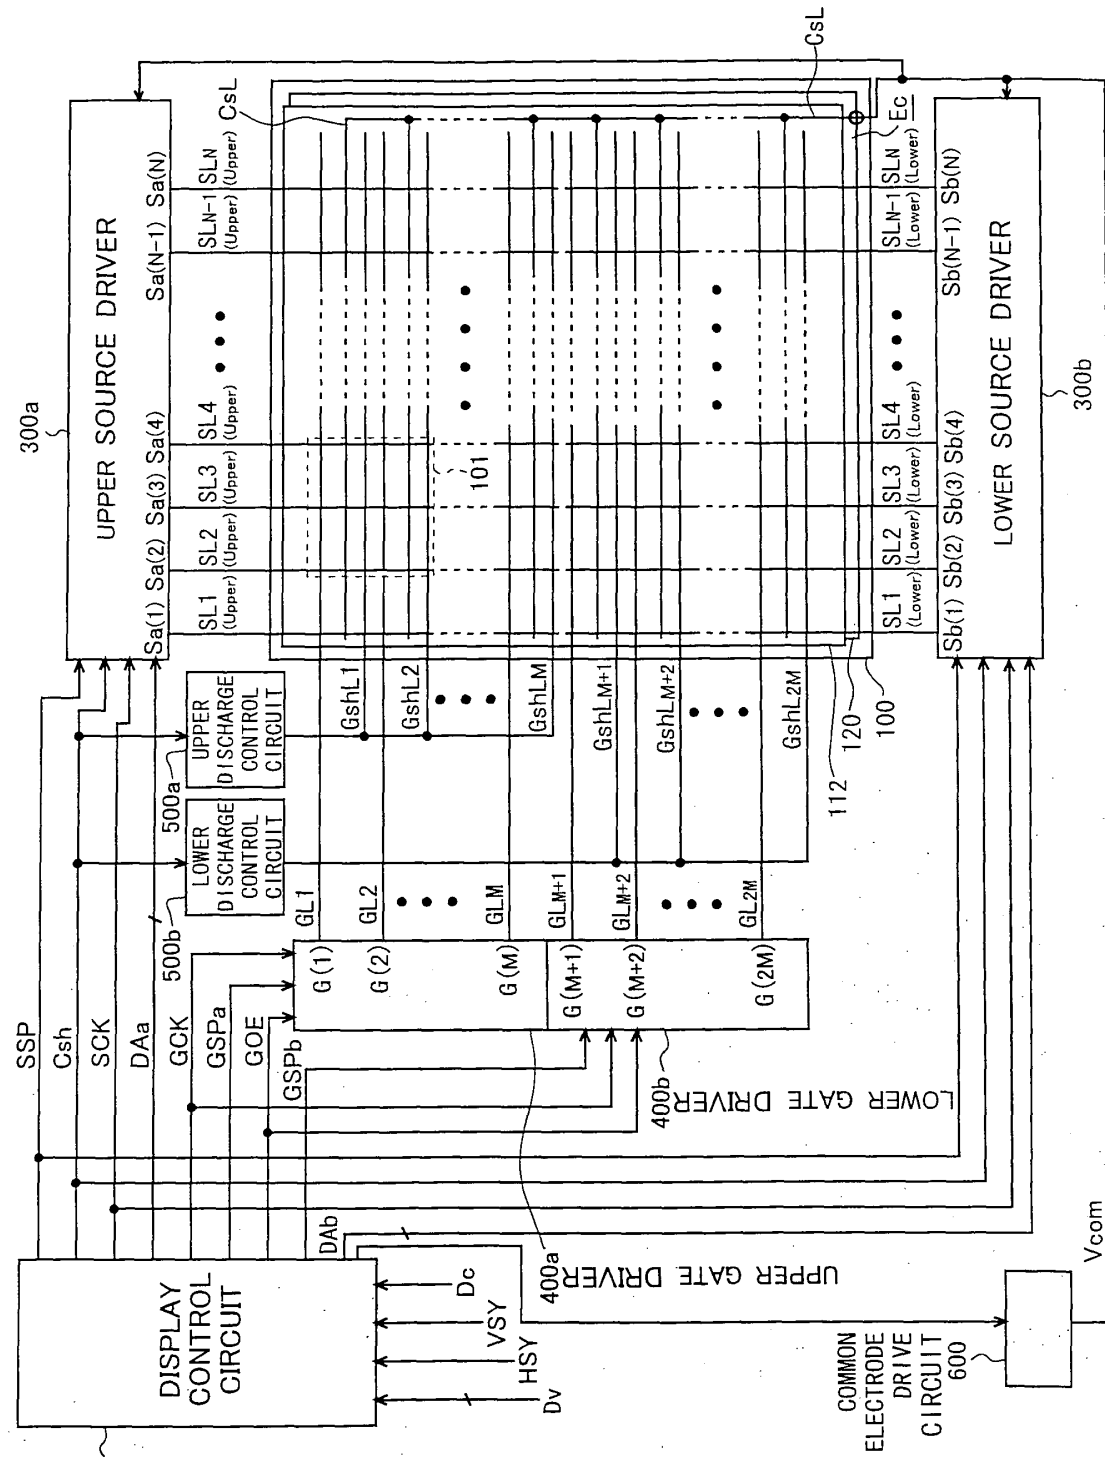 300a
UPPER SOURCE DRIVER
Sa(1) Sa(2) Sa(3) Sa(4) Sa(N-1) Sa(N)
SL1 (Upper)
SL2 (Upper)
SL3 (Upper)
SL4 (Upper)
SLN-1 (Upper)
SLN (Upper)
CsL
CsL
Ec
101
SSP
Csh
SCK
DAa
GCK
GSPa
GOE
GSPb
DAb
500a
UPPER
DISCHARGE
CONTROL
CIRCUIT
500b
LOWER
DISCHARGE
CONTROL
CIRCUIT
GshL1
GshL2
GshLM
GshLM+1
GshLM+2
GshL2M
GL1
GL2
GLM
GLM+1
GLM+2
GL2M
G(1)
G(2)
G(M)
G(M+1)
G(M+2)
G(2M)
400a
UPPER GATE DRIVER
400b
LOWER GATE DRIVER
112
120
100
SL1 (Lower)
SL2 (Lower)
SL3 (Lower)
SL4 (Lower)
SLN-1 (Lower)
SLN (Lower)
Sb(1) Sb(2) Sb(3) Sb(4) Sb(N-1) Sb(N)
LOWER SOURCE DRIVER
300b
DISPLAY
CONTROL
CIRCUIT
Dc
VSY
HSY
Dv
COMMON
ELECTRODE
DRIVE
CIRCUIT
600
Vcom